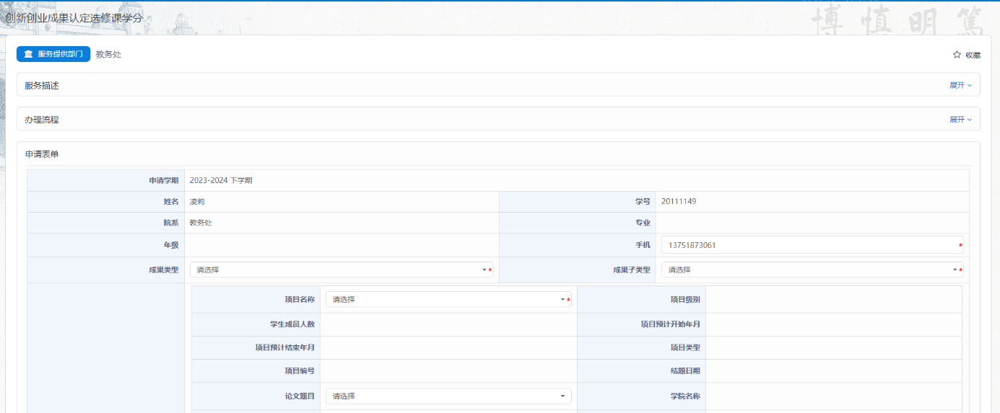 博 慎 明 篤
创新创业成果认定选修课学分
服务提供部门 教务处 收藏
服务描述 展开
办理流程 展开
申请表单
申请学期 2023-2024 下学期
姓名 凌莉 学号 20111149
院系 教务处 专业
年级 手机 13751873061 *
成果类型 请选择 * 成果子类型 请选择 *
项目名称 请选择 * 项目级别
学生成员人数 项目预计开始年月
项目预计结束年月 项目类型
项目编号 结题日期
论文题目 请选择 学院名称